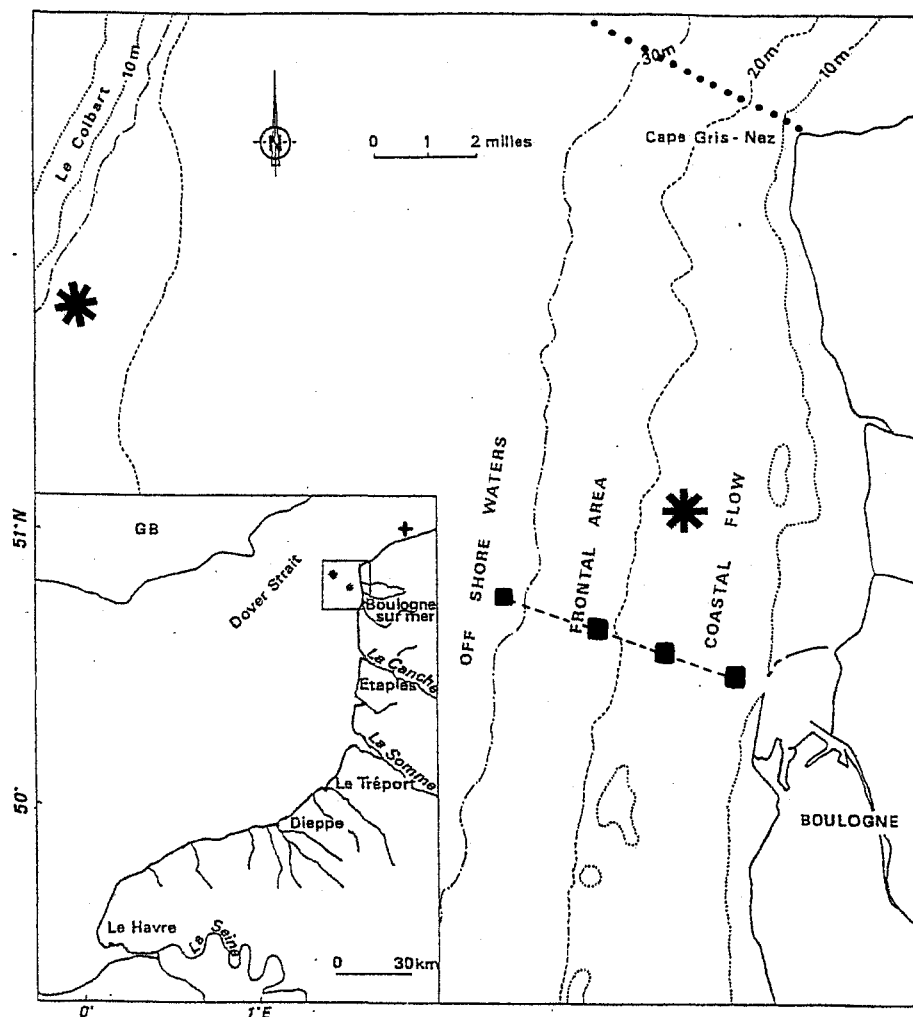 Le Colbart
10m
30m
20m
10m
0 1 2 milles
Cape Gris-Nez
N
OFF SHORE WATERS
FRONTAL AREA
COASTAL FLOW
BOULOGNE
51°N
50°
GB
Dover Strait
Boulogne
sur mer
La Canche
Etaples
La Somme
Le Tréport
Dieppe
Le Havre
La Seine
0 30km
0°
1°E